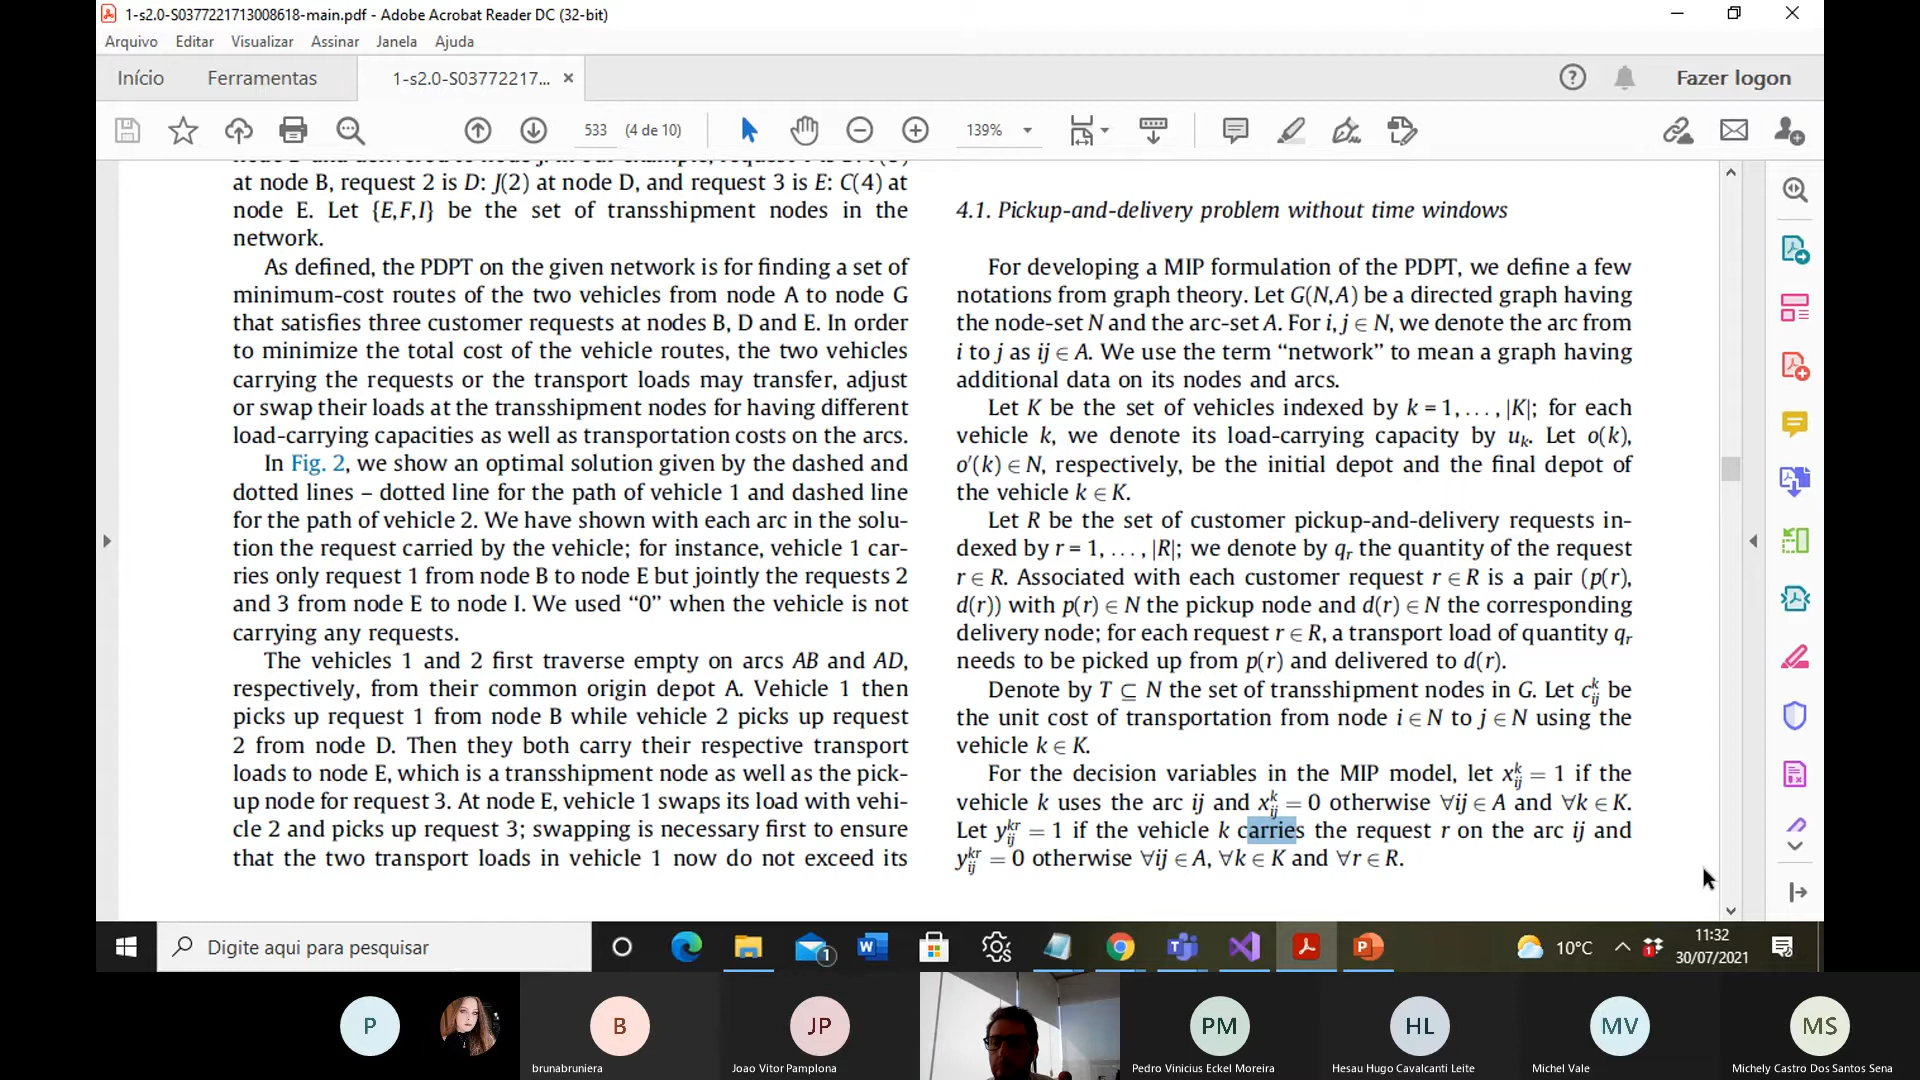 1-s2.0-S0377221713008618-main.pdf - Adobe Acrobat Reader DC (32-bit)
Arquivo Editar Visualizar Assinar Janela Ajuda
Início Ferramentas 1-s2.0-S03772217... × Fazer logon
533 (4 de 10) 139%
at node B, request 2 is D: J(2) at node D, and request 3 is E: C(4) at
node E. Let {E,F,I} be the set of transshipment nodes in the
network.
As defined, the PDPT on the given network is for finding a set of
minimum-cost routes of the two vehicles from node A to node G
that satisfies three customer requests at nodes B, D and E. In order
to minimize the total cost of the vehicle routes, the two vehicles
carrying the requests or the transport loads may transfer, adjust
or swap their loads at the transshipment nodes for having different
load-carrying capacities as well as transportation costs on the arcs.
In Fig. 2, we show an optimal solution given by the dashed and
dotted lines – dotted line for the path of vehicle 1 and dashed line
for the path of vehicle 2. We have shown with each arc in the solu-
tion the request carried by the vehicle; for instance, vehicle 1 car-
ries only request 1 from node B to node E but jointly the requests 2
and 3 from node E to node I. We used “0” when the vehicle is not
carrying any requests.
The vehicles 1 and 2 first traverse empty on arcs AB and AD,
respectively, from their common origin depot A. Vehicle 1 then
picks up request 1 from node B while vehicle 2 picks up request
2 from node D. Then they both carry their respective transport
loads to node E, which is a transshipment node as well as the pick-
up node for request 3. At node E, vehicle 1 swaps its load with vehi-
cle 2 and picks up request 3; swapping is necessary first to ensure
that the two transport loads in vehicle 1 now do not exceed its
4.1. Pickup-and-delivery problem without time windows
For developing a MIP formulation of the PDPT, we define a few
notations from graph theory. Let G(N,A) be a directed graph having
the node-set N and the arc-set A. For i, j ∈ N, we denote the arc from
i to j as ij ∈ A. We use the term “network” to mean a graph having
additional data on its nodes and arcs.
Let K be the set of vehicles indexed by k = 1, . . . , |K|; for each
vehicle k, we denote its load-carrying capacity by u_k. Let o(k),
o′(k) ∈ N, respectively, be the initial depot and the final depot of
the vehicle k ∈ K.
Let R be the set of customer pickup-and-delivery requests in-
dexed by r = 1, . . . , |R|; we denote by q_r the quantity of the request
r ∈ R. Associated with each customer request r ∈ R is a pair (p(r),
d(r)) with p(r) ∈ N the pickup node and d(r) ∈ N the corresponding
delivery node; for each request r ∈ R, a transport load of quantity q_r
needs to be picked up from p(r) and delivered to d(r).
Denote by T ⊆ N the set of transshipment nodes in G. Let c_ij^k be
the unit cost of transportation from node i ∈ N to j ∈ N using the
vehicle k ∈ K.
For the decision variables in the MIP model, let x_ij^k = 1 if the
vehicle k uses the arc ij and x_ij^k = 0 otherwise ∀ij ∈ A and ∀k ∈ K.
Let y_ij^kr = 1 if the vehicle k carries the request r on the arc ij and
y_ij^kr = 0 otherwise ∀ij ∈ A, ∀k ∈ K and ∀r ∈ R.
Digite aqui para pesquisar
1
10°C
11:32
30/07/2021
P
B
JP
PM
HL
MV
MS
brunabruniera
Joao Vitor Pamplona
Pedro Vinicius Eckel Moreira
Hesau Hugo Cavalcanti Leite
Michel Vale
Michely Castro Dos Santos Sena